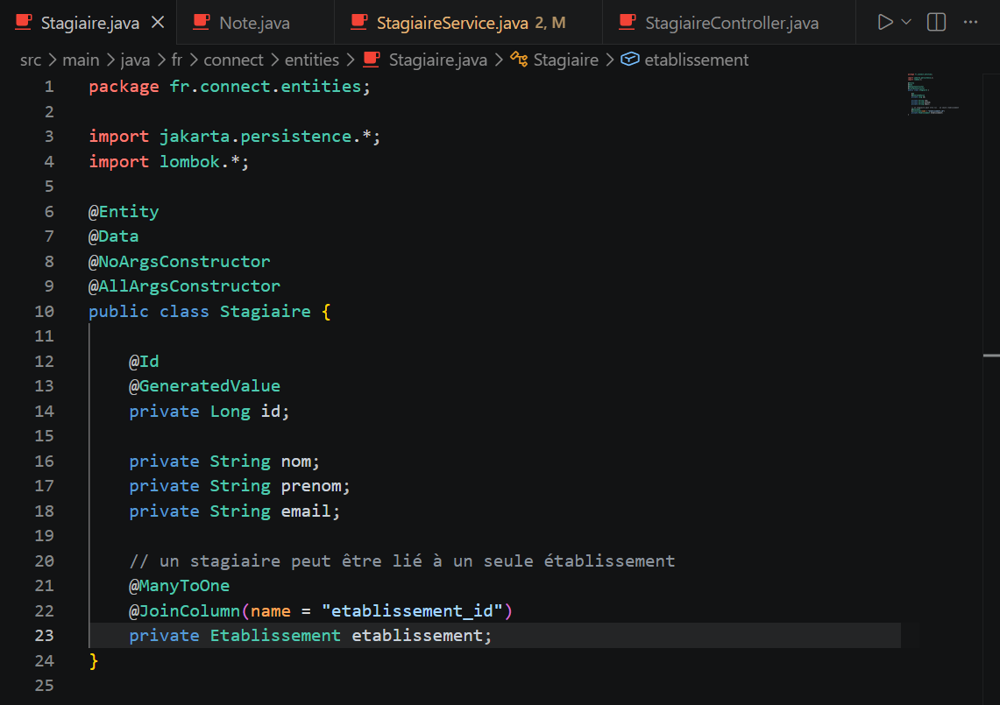 Stagiaire.java
Note.java
StagiaireService.java 2, M
StagiaireController.java
src > main > java > fr > connect > entities > Stagiaire.java > Stagiaire > etablissement
1 package fr.connect.entities;
2
3 import jakarta.persistence.*;
4 import lombok.*;
5
6 @Entity
7 @Data
8 @NoArgsConstructor
9 @AllArgsConstructor
10 public class Stagiaire {
11
12 @Id
13 @GeneratedValue
14 private Long id;
15
16 private String nom;
17 private String prenom;
18 private String email;
19
20 // un stagiaire peut être lié à un seule établissement
21 @ManyToOne
22 @JoinColumn(name = "etablissement_id")
23 private Etablissement etablissement;
24 }
25